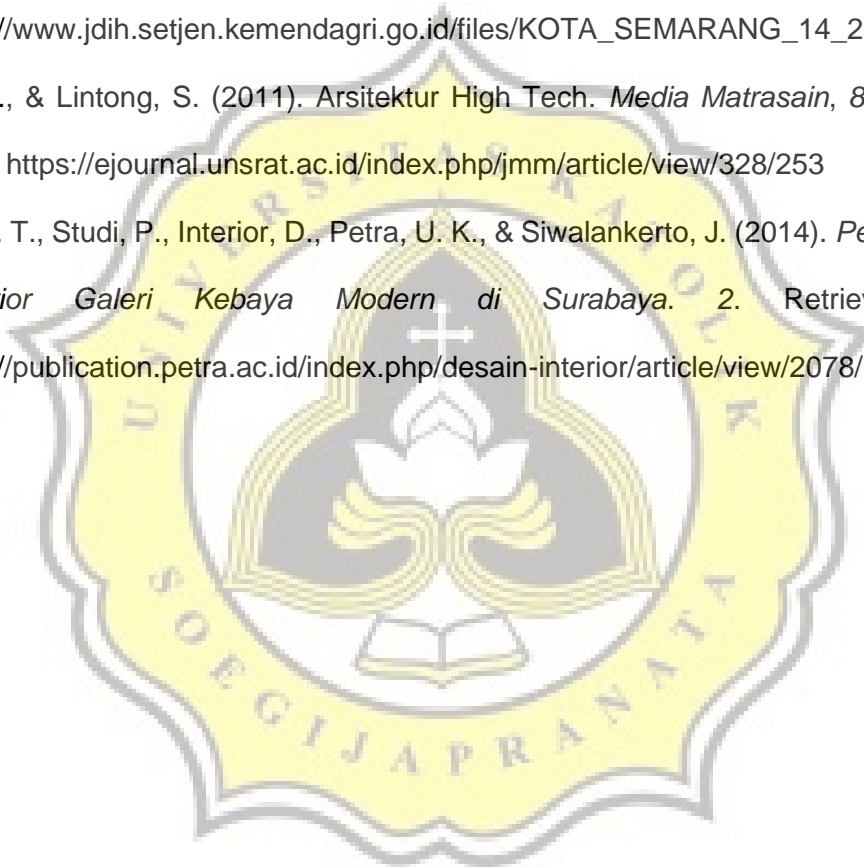 //www.jdih.setjen.kemendagri.go.id/files/KOTA_SEMARANG_14_2
., & Lintong, S. (2011). Arsitektur High Tech. Media Matrasain, 8
https://ejournal.unsrat.ac.id/index.php/jmm/article/view/328/253
. T., Studi, P., Interior, D., Petra, U. K., & Siwalankerto, J. (2014). Pe
ior Galeri Kebaya Modern di Surabaya. 2. Retriev
//publication.petra.ac.id/index.php/desain-interior/article/view/2078/
UNIVERSITAS KATOLIK
SOEGIJAPRANATA